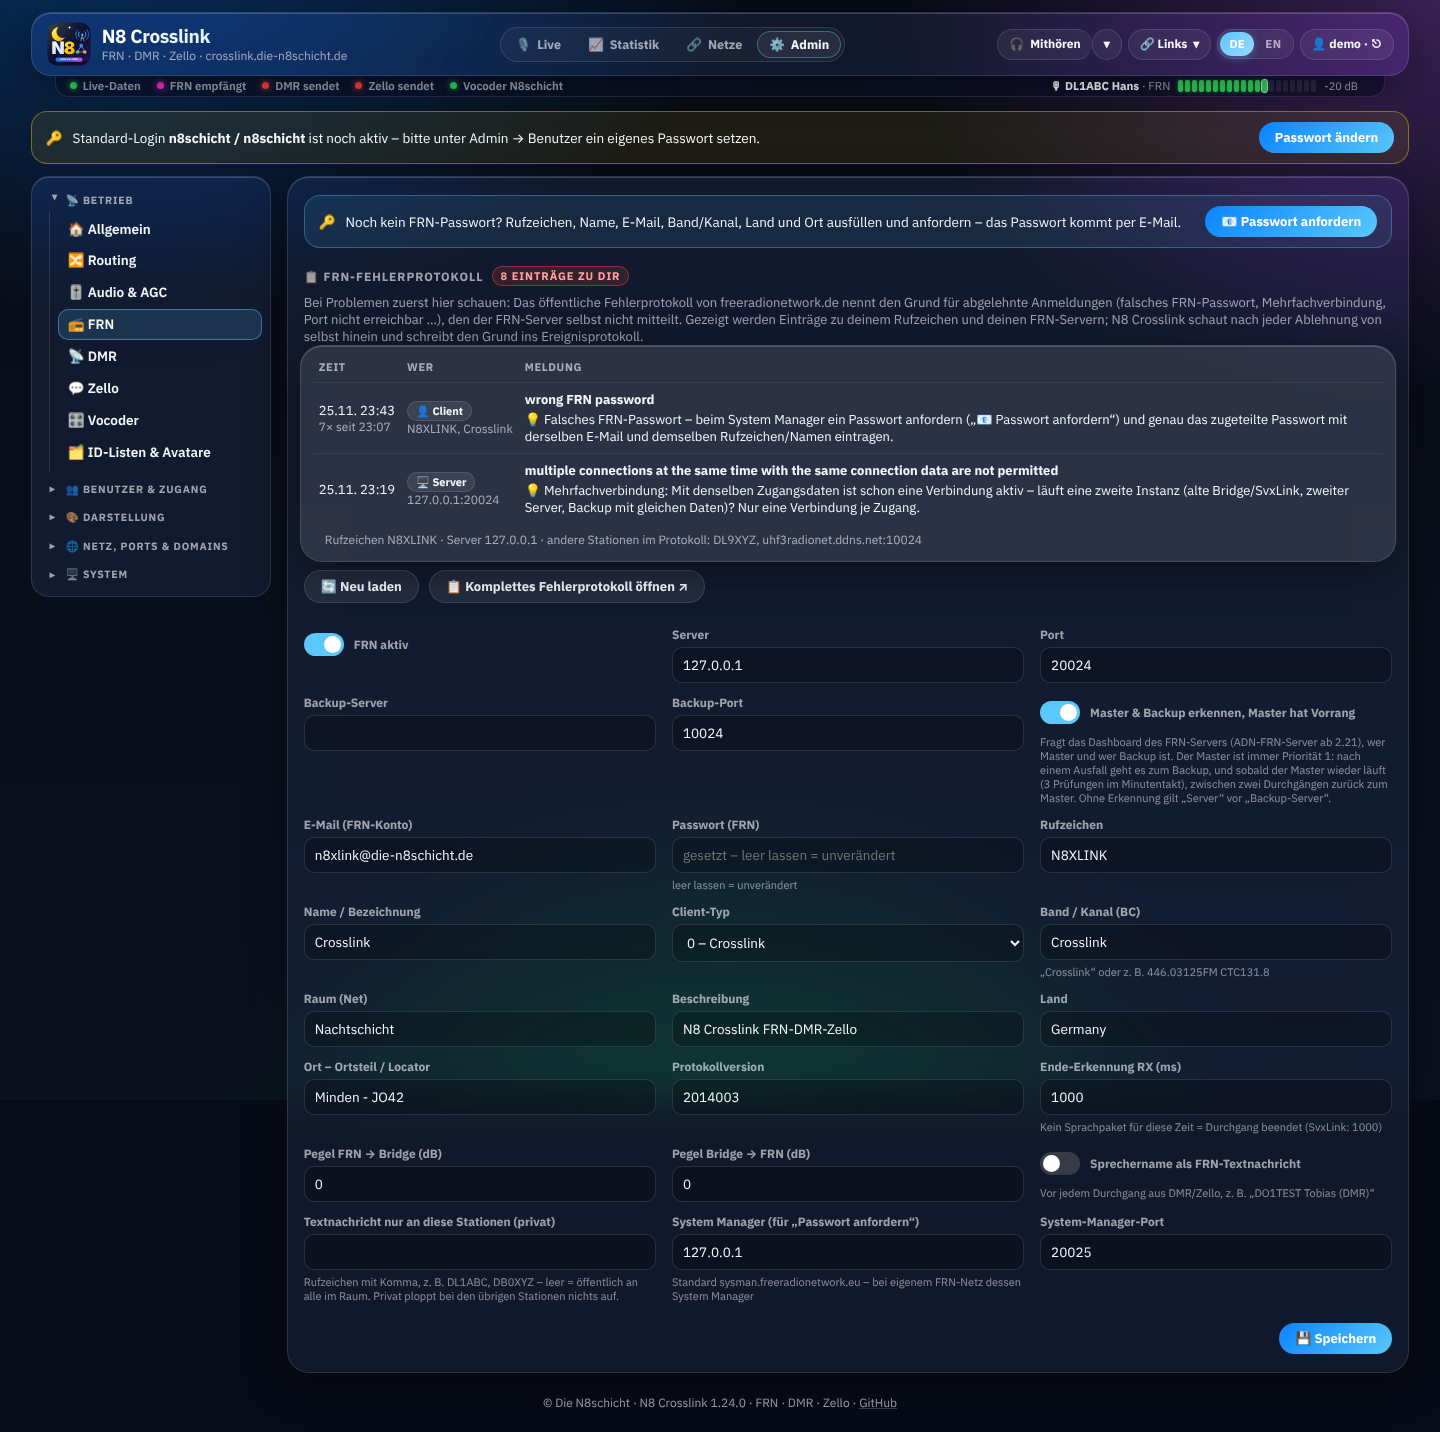 N8 Crosslink
FRN · DMR · Zello · crosslink.die-n8schicht.de
Live
Statistik
Netze
Admin
Mithören
▼
Links ▼
DE
EN
demo ·
Live-Daten
FRN empfängt
DMR sendet
Zello sendet
Vocoder N8schicht
DL1ABC Hans · FRN
-20 dB
Standard-Login n8schicht / n8schicht ist noch aktiv – bitte unter Admin → Benutzer ein eigenes Passwort setzen.
Passwort ändern
BETRIEB
Allgemein
Routing
Audio & AGC
FRN
DMR
Zello
Vocoder
ID-Listen & Avatare
BENUTZER & ZUGANG
DARSTELLUNG
NETZ, PORTS & DOMAINS
SYSTEM
Noch kein FRN-Passwort? Rufzeichen, Name, E-Mail, Band/Kanal, Land und Ort ausfüllen und anfordern – das Passwort kommt per E-Mail.
Passwort anfordern
FRN-FEHLERPROTOKOLL
8 EINTRÄGE ZU DIR
Bei Problemen zuerst hier schauen: Das öffentliche Fehlerprotokoll von freeradionetwork.de nennt den Grund für abgelehnte Anmeldungen (falsches FRN-Passwort, Mehrfachverbindung,
Port nicht erreichbar …), den der FRN-Server selbst nicht mitteilt. Gezeigt werden Einträge zu deinem Rufzeichen und deinen FRN-Servern; N8 Crosslink schaut nach jeder Ablehnung von
selbst hinein und schreibt den Grund ins Ereignisprotokoll.
ZEIT
WER
MELDUNG
25.11. 23:43
7× seit 23:07
Client
N8XLINK, Crosslink
wrong FRN password
Falsches FRN-Passwort – beim System Manager ein Passwort anfordern („📧 Passwort anfordern“) und genau das zugeteilte Passwort mit
derselben E-Mail und demselben Rufzeichen/Namen eintragen.
25.11. 23:19
Server
127.0.0.1:20024
multiple connections at the same time with the same connection data are not permitted
Mehrfachverbindung: Mit denselben Zugangsdaten ist schon eine Verbindung aktiv – läuft eine zweite Instanz (alte Bridge/SvxLink, zweiter
Server, Backup mit gleichen Daten)? Nur eine Verbindung je Zugang.
Rufzeichen N8XLINK · Server 127.0.0.1 · andere Stationen im Protokoll: DL9XYZ, uhf3radionet.ddns.net:10024
Neu laden
Komplettes Fehlerprotokoll öffnen ↗
FRN aktiv
Server
127.0.0.1
Port
20024
Backup-Server
Backup-Port
10024
Master & Backup erkennen, Master hat Vorrang
Fragt das Dashboard des FRN-Servers (ADN-FRN-Server ab 2.21), wer
Master und wer Backup ist. Der Master ist immer Priorität 1: nach
einem Ausfall geht es zum Backup, und sobald der Master wieder läuft
(3 Prüfungen im Minutentakt), zwischen zwei Durchgängen zurück zum
Master. Ohne Erkennung gilt „Server“ vor „Backup-Server“.
E-Mail (FRN-Konto)
n8xlink@die-n8schicht.de
Passwort (FRN)
gesetzt – leer lassen = unverändert
leer lassen = unverändert
Rufzeichen
N8XLINK
Name / Bezeichnung
Crosslink
Client-Typ
0 – Crosslink
Band / Kanal (BC)
Crosslink
„Crosslink“ oder z. B. 446.03125FM CTC131.8
Raum (Net)
Nachtschicht
Beschreibung
N8 Crosslink FRN-DMR-Zello
Land
Germany
Ort – Ortsteil / Locator
Minden - JO42
Protokollversion
2014003
Ende-Erkennung RX (ms)
1000
Kein Sprachpaket für diese Zeit = Durchgang beendet (SvxLink: 1000)
Pegel FRN → Bridge (dB)
0
Pegel Bridge → FRN (dB)
0
Sprechername als FRN-Textnachricht
Vor jedem Durchgang aus DMR/Zello, z. B. „DO1TEST Tobias (DMR)“
Textnachricht nur an diese Stationen (privat)
Rufzeichen mit Komma, z. B. DL1ABC, DB0XYZ – leer = öffentlich an
alle im Raum. Privat ploppt bei den übrigen Stationen nichts auf.
System Manager (für „Passwort anfordern“)
127.0.0.1
Standard sysman.freeradionetwork.eu – bei eigenem FRN-Netz dessen
System Manager
System-Manager-Port
20025
Speichern
© Die N8schicht · N8 Crosslink 1.24.0 · FRN · DMR · Zello · GitHub